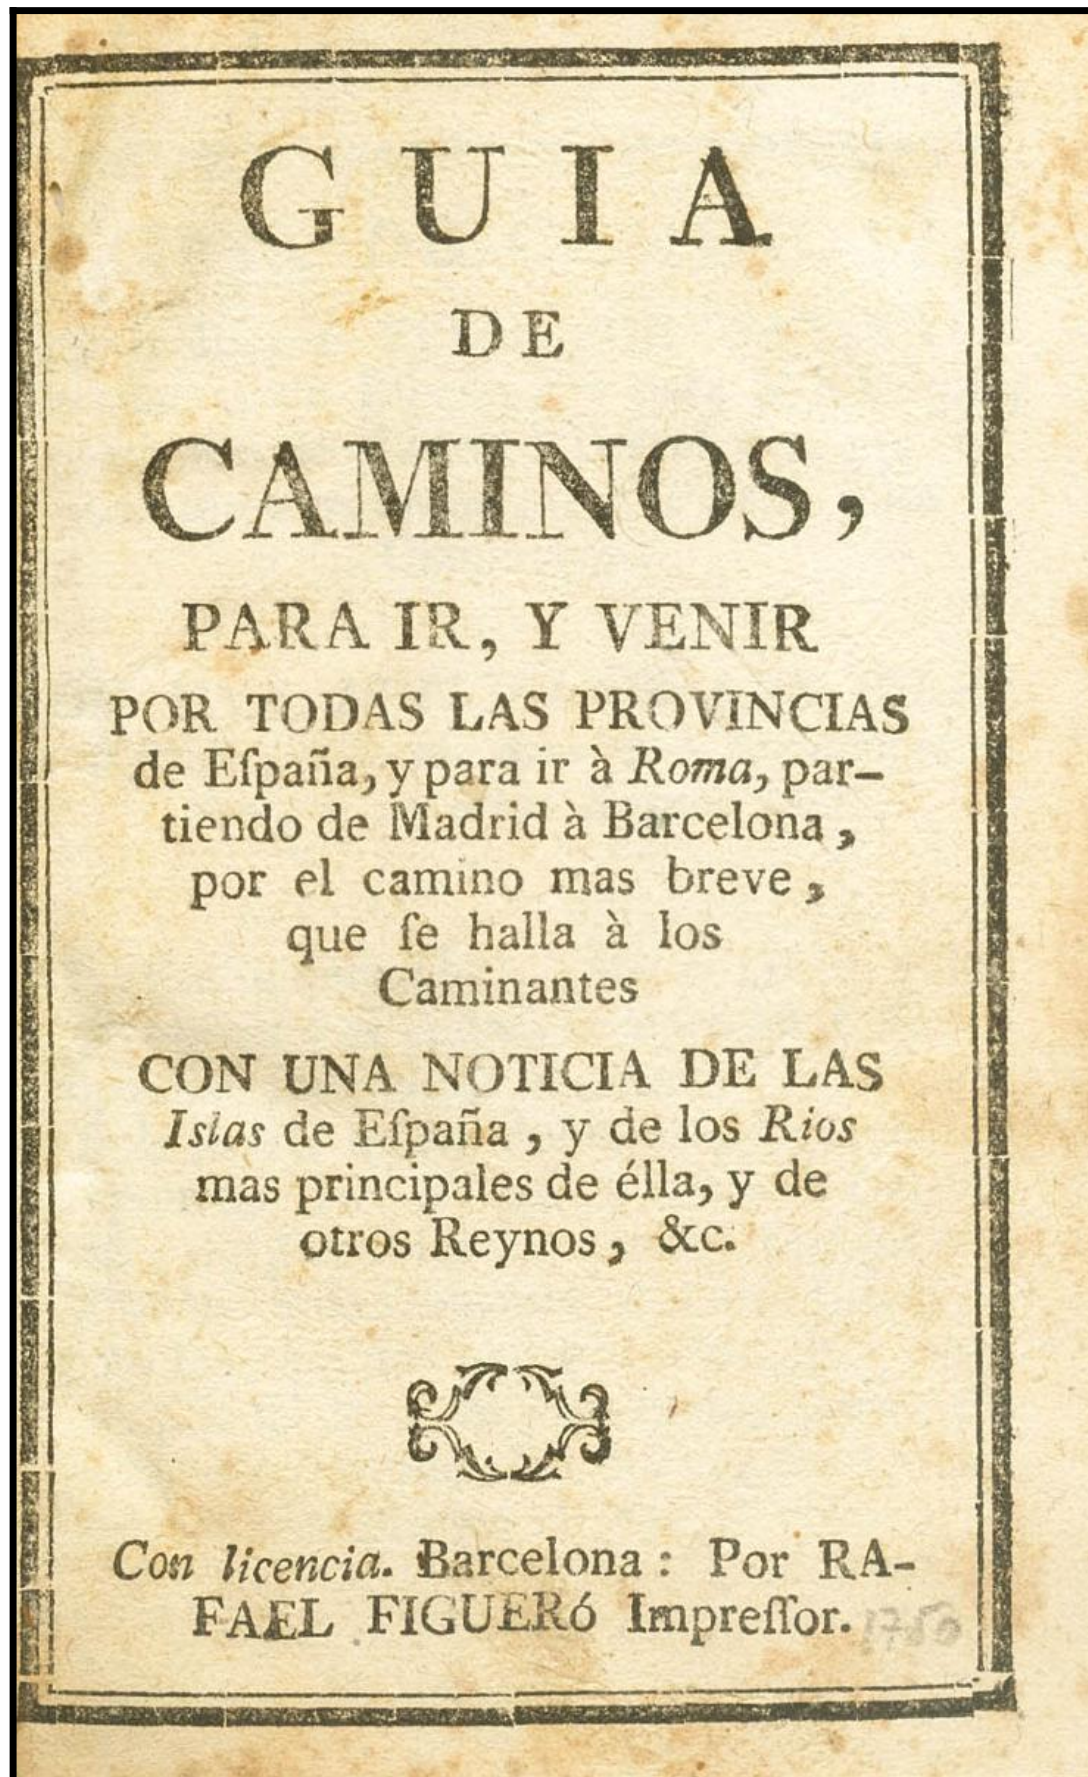 GUIA
DE
CAMINOS,
PARA IR, Y VENIR
POR TODAS LAS PROVINCIAS
de Eſpaña, y para ir à Roma, par-
tiendo de Madrid à Barcelona,
por el camino mas breve,
que ſe halla à los
Caminantes
CON UNA NOTICIA DE LAS
Islas de Eſpaña, y de los Rios
mas principales de élla, y de
otros Reynos, &c.
Con licencia. Barcelona: Por RA-
FAEL FIGUERó Impreſſor.
1750